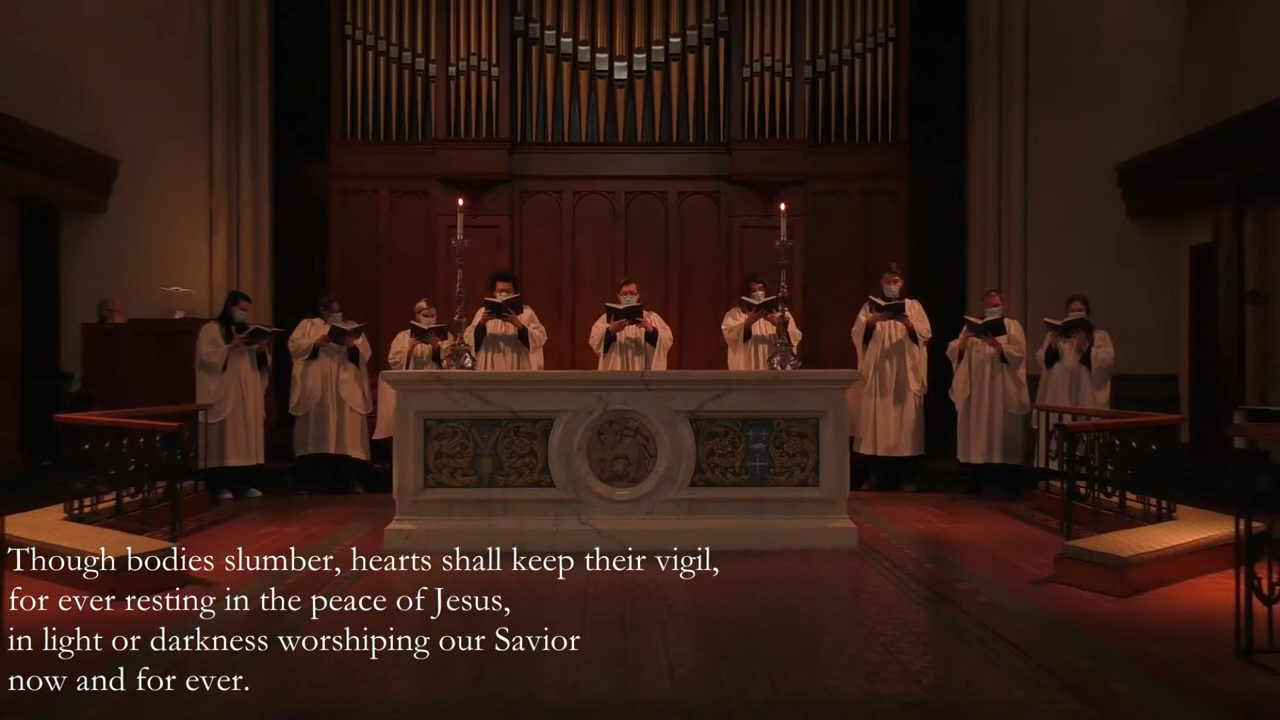 Though bodies slumber, hearts shall keep their vigil,
for ever resting in the peace of Jesus,
in light or darkness worshiping our Savior
now and for ever.